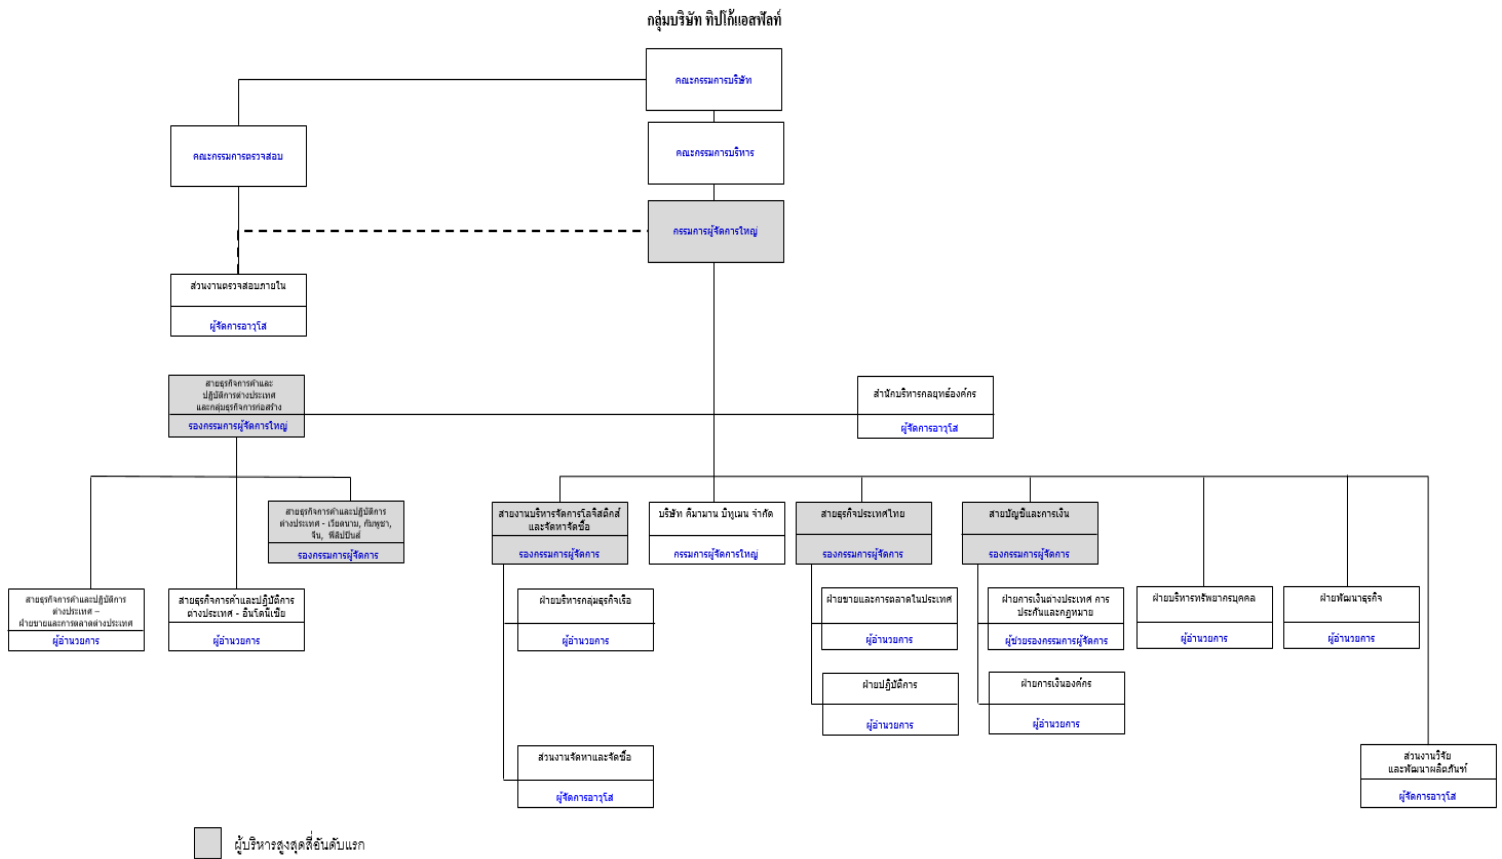 กลุ่มบริษัท ทิปโก้แอสฟัลท์
คณะกรรมการบริษัท
คณะกรรมการตรวจสอบ
คณะกรรมการบริหาร
กรรมการผู้จัดการใหญ่
ส่วนงานตรวจสอบภายใน
ผู้จัดการอาวุโส
สายธุรกิจการค้าและ
ปฏิบัติการต่างประเทศ
และกลุ่มธุรกิจการก่อสร้าง
รองกรรมการผู้จัดการใหญ่
สำนักบริหารกลยุทธ์องค์กร
ผู้จัดการอาวุโส
สายธุรกิจการค้าและปฏิบัติการ
ต่างประเทศ - เวียดนาม, กัมพูชา,
จีน, ฟิลิปปินส์
รองกรรมการผู้จัดการ
สายงานบริหารจัดการโลจิสติกส์
และจัดหาจัดซื้อ
รองกรรมการผู้จัดการ
บริษัท คีมามาน บิทูเมน จำกัด
กรรมการผู้จัดการใหญ่
สายธุรกิจประเทศไทย
รองกรรมการผู้จัดการ
สายบัญชีและการเงิน
รองกรรมการผู้จัดการ
สายธุรกิจการค้าและปฏิบัติการ
ต่างประเทศ –
ฝ่ายขายและการตลาดต่างประเทศ
ผู้อำนวยการ
สายธุรกิจการค้าและปฏิบัติการ
ต่างประเทศ - อินโดนีเซีย
ผู้อำนวยการ
ฝ่ายบริหารกลุ่มธุรกิจเรือ
ผู้อำนวยการ
ฝ่ายขายและการตลาดในประเทศ
ผู้อำนวยการ
ฝ่ายการเงินต่างประเทศ การ
ประกันและกฎหมาย
ผู้ช่วยรองกรรมการผู้จัดการ
ฝ่ายบริหารทรัพยากรบุคคล
ผู้อำนวยการ
ฝ่ายพัฒนาธุรกิจ
ผู้อำนวยการ
ฝ่ายปฏิบัติการ
ผู้อำนวยการ
ฝ่ายการเงินองค์กร
ผู้อำนวยการ
ส่วนงานจัดหาและจัดซื้อ
ผู้จัดการอาวุโส
ส่วนงานวิจัย
และพัฒนาผลิตภัณฑ์
ผู้จัดการอาวุโส
ผู้บริหารสูงสุดสี่อันดับแรก